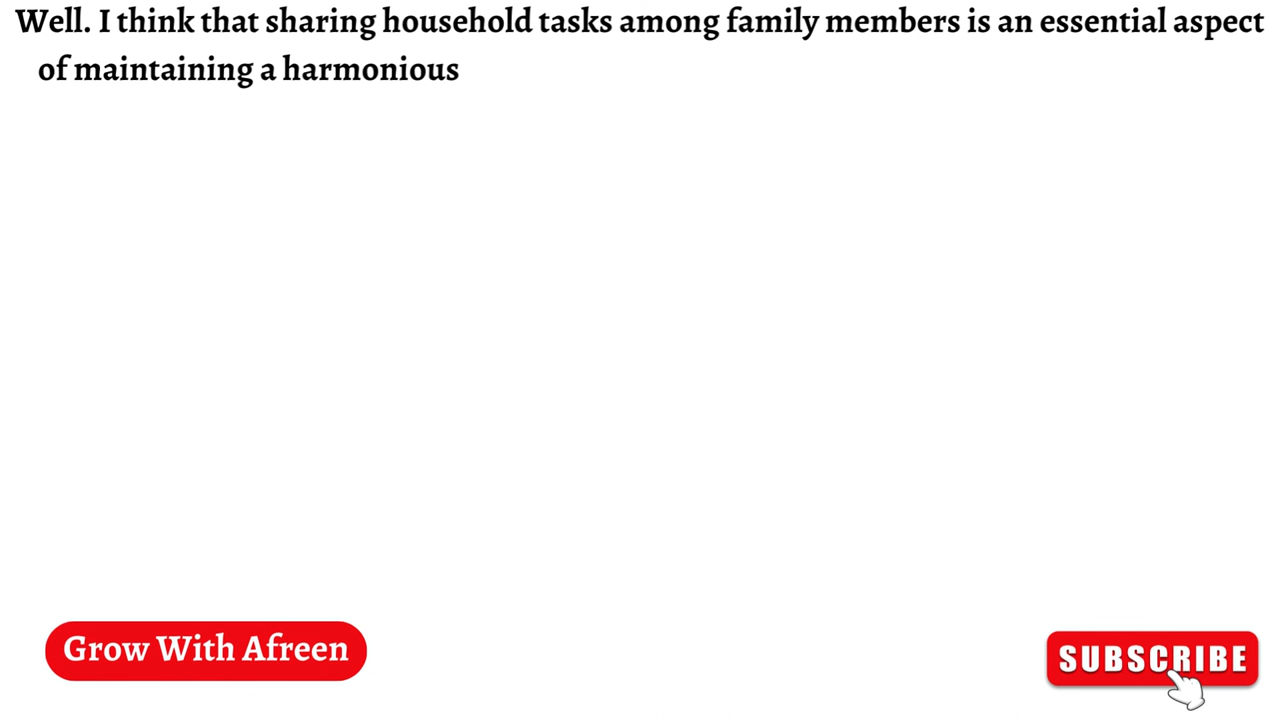 Well. I think that sharing household tasks among family members is an essential aspect
of maintaining a harmonious
Grow With Afreen
SUBSCRIBE